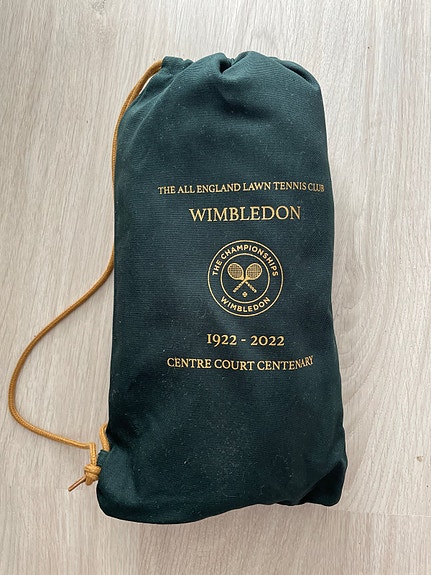 THE ALL ENGLAND LAWN TENNIS CLUB
WIMBLEDON
THE CHAMPIONSHIPS
WIMBLEDON
1922 - 2022
CENTRE COURT CENTENARY